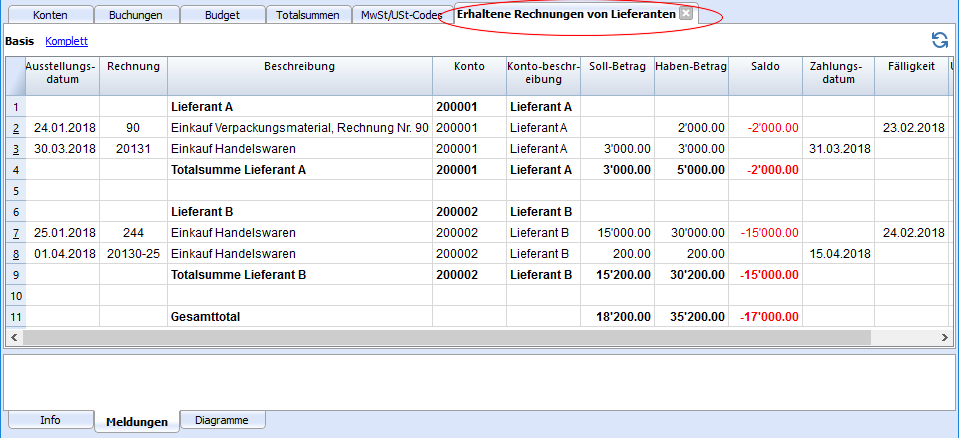 Konten Buchungen Budget Totalsummen MwSt/USt-Codes Erhaltene Rechnungen von Lieferanten
Basis Komplett
Ausstellungs-datum Rechnung Beschreibung Konto Konto-beschr-eibung Soll-Betrag Haben-Betrag Saldo Zahlungs-datum Fälligkeit
1 Lieferant A 200001 Lieferant A
2 24.01.2018 90 Einkauf Verpackungsmaterial, Rechnung Nr. 90 200001 Lieferant A 2'000.00 -2'000.00 23.02.2018
3 30.03.2018 20131 Einkauf Handelswaren 200001 Lieferant A 3'000.00 3'000.00 31.03.2018
4 Totalsumme Lieferant A 200001 Lieferant A 3'000.00 5'000.00 -2'000.00
5
6 Lieferant B 200002 Lieferant B
7 25.01.2018 244 Einkauf Handelswaren 200002 Lieferant B 15'000.00 30'000.00 -15'000.00 24.02.2018
8 01.04.2018 20130-25 Einkauf Handelswaren 200002 Lieferant B 200.00 200.00 15.04.2018
9 Totalsumme Lieferant B 200002 Lieferant B 15'200.00 30'200.00 -15'000.00
10
11 Gesamttotal 18'200.00 35'200.00 -17'000.00
Info Meldungen Diagramme